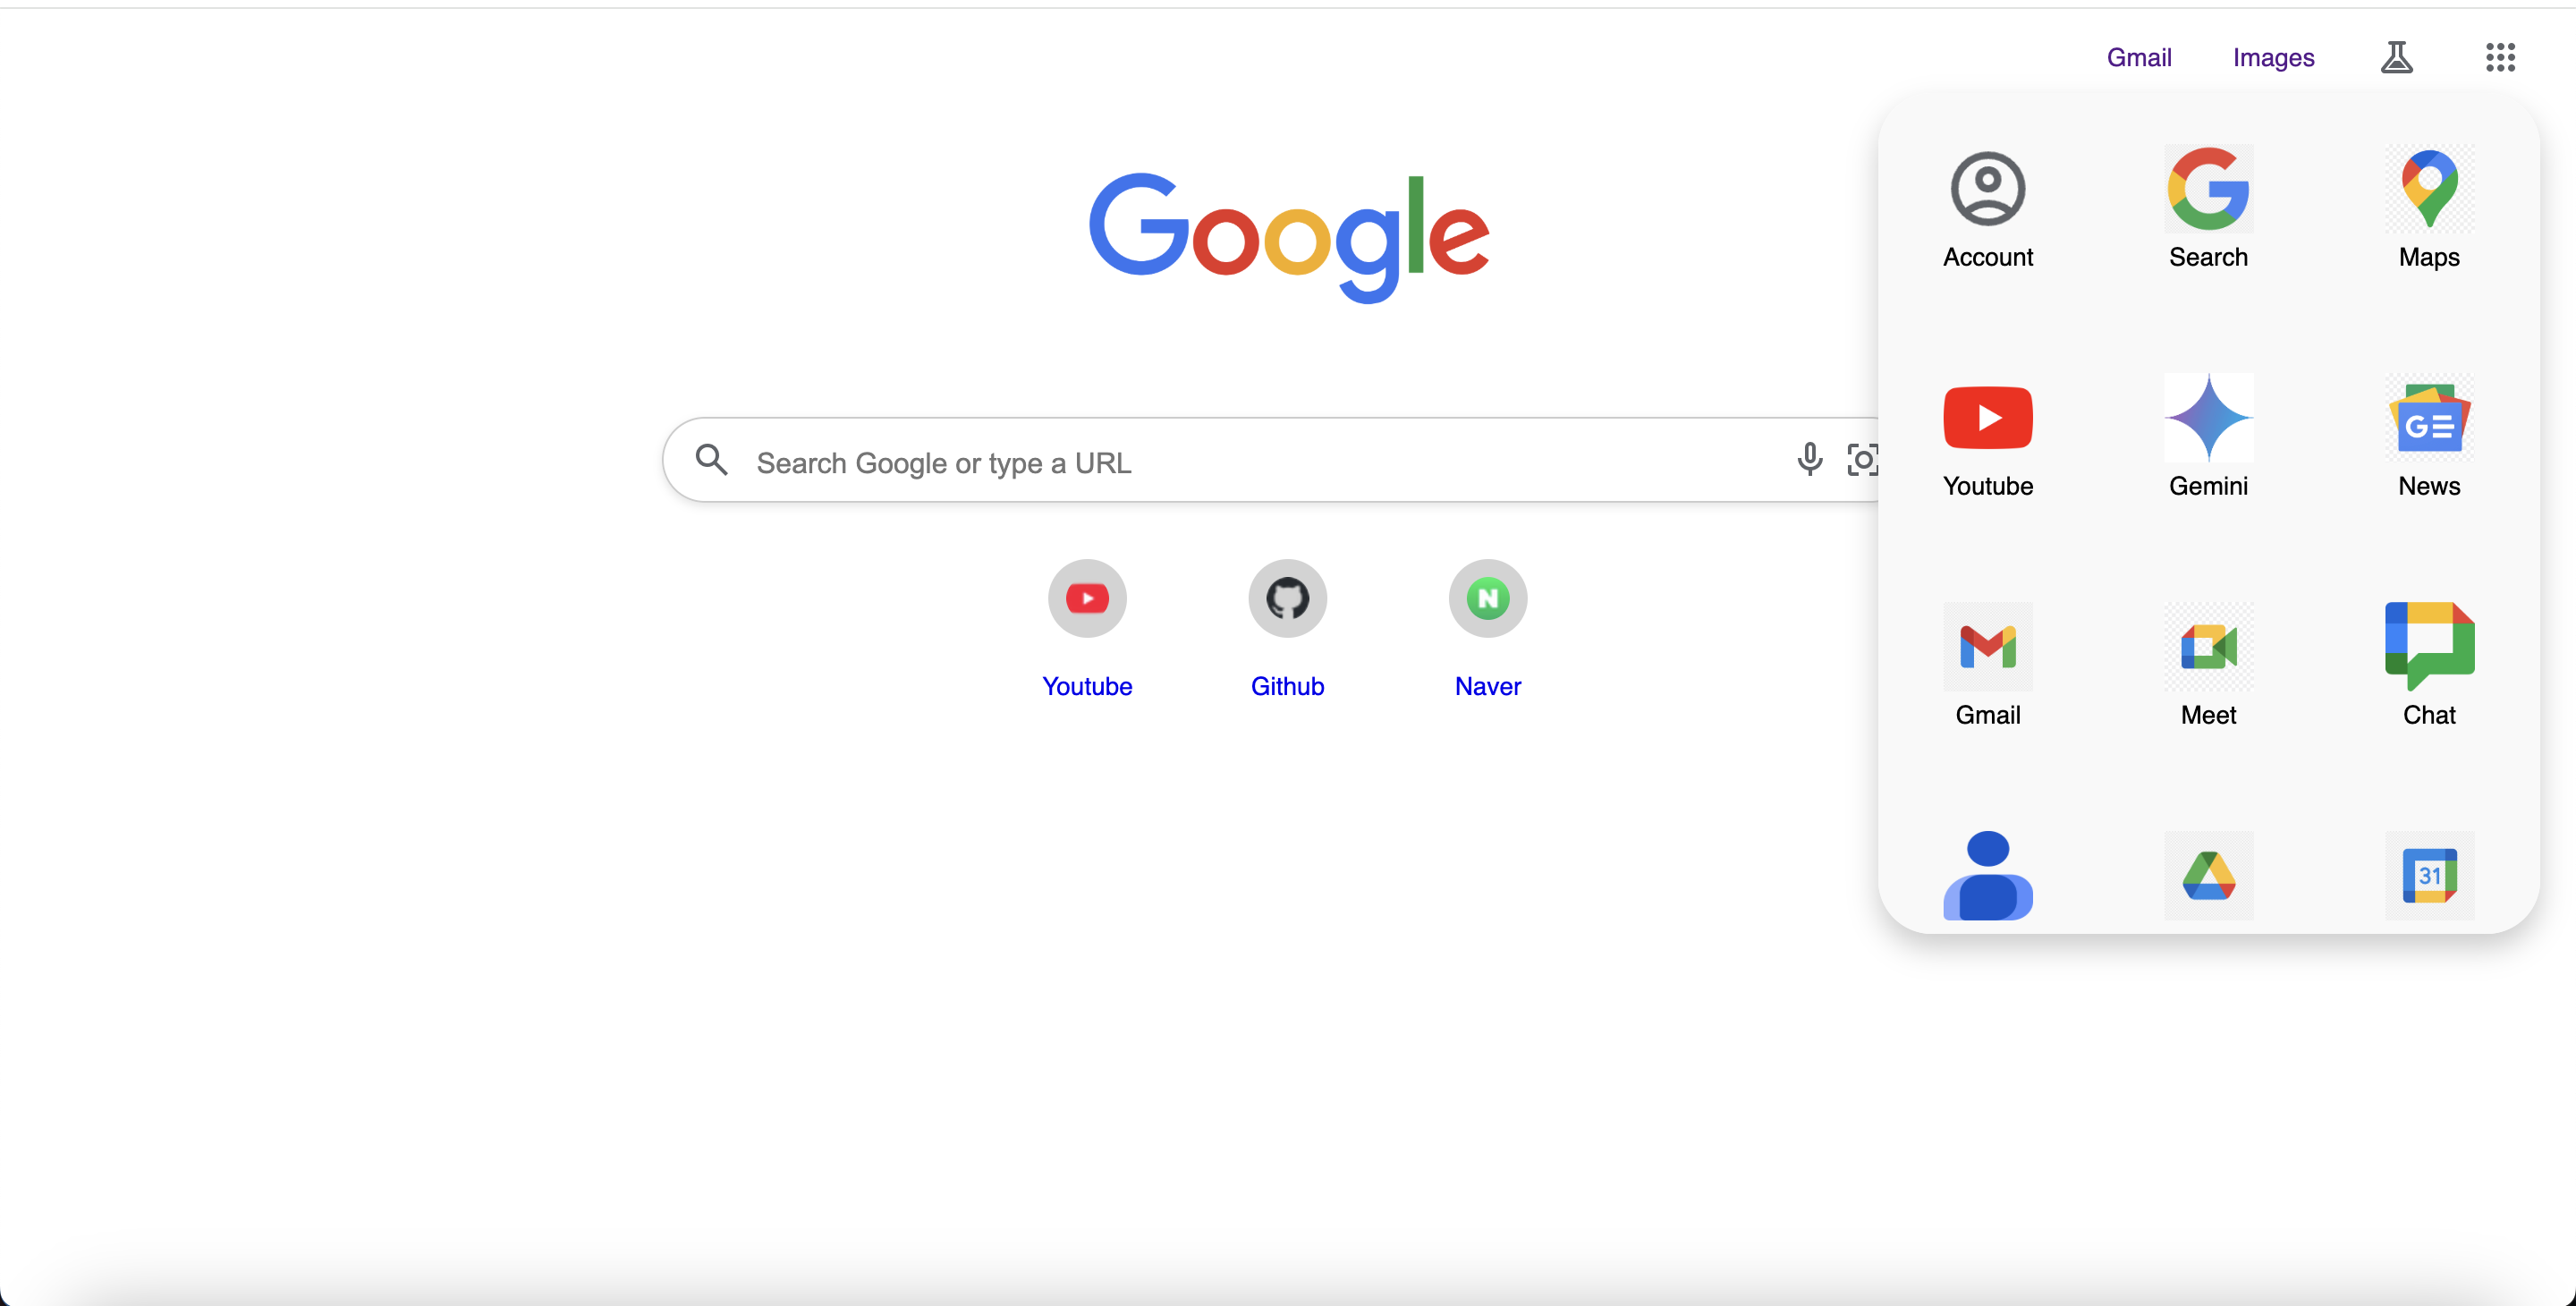 Gmail Images
Google
Search Google or type a URL
Youtube Github Naver
Account Search Maps
Youtube Gemini News
Gmail Meet Chat
31